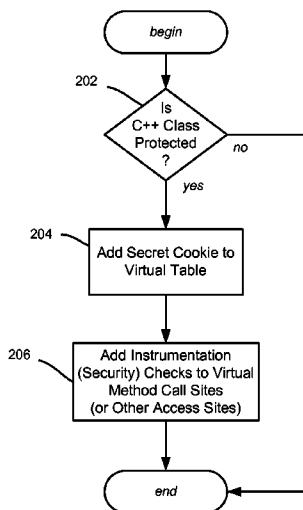 begin
202
Is
C++ Class
Protected
?
no
yes
204
Add Secret Cookie to
Virtual Table
206
Add Instrumentation
(Security) Checks to Virtual
Method Call Sites
(or Other Access Sites)
end